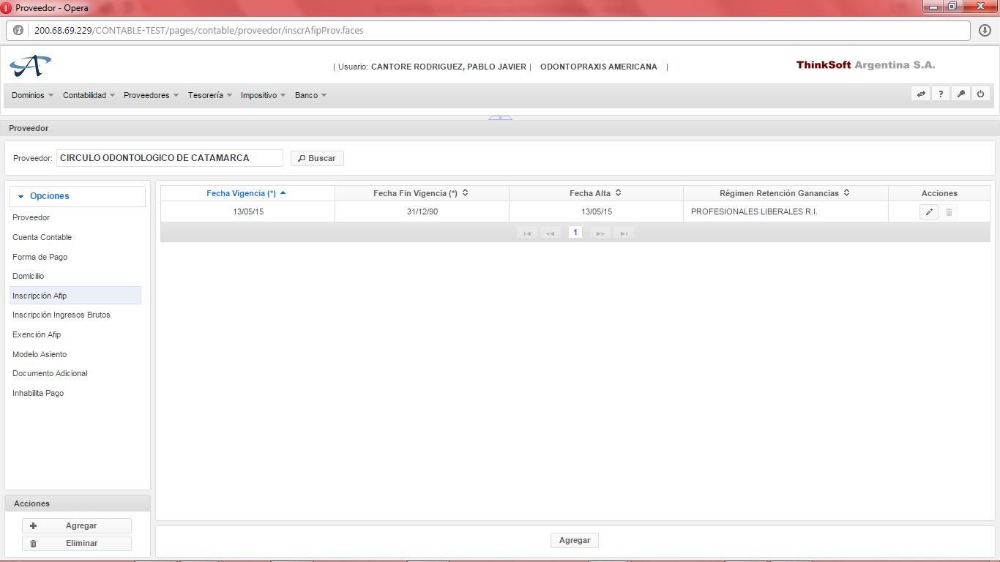 Proveedor - Opera
200.68.69.229/CONTABLE-TEST/pages/contable/proveedor/inscrAfipProv.faces
| Usuario: CANTORE RODRIGUEZ, PABLO JAVIER | ODONTOPRAXIS AMERICANA |
ThinkSoft Argentina S.A.
Dominios Contabilidad Proveedores Tesorería Impositivo Banco
?
Proveedor
Proveedor: CIRCULO ODONTOLOGICO DE CATAMARCA Buscar
Opciones
Proveedor
Cuenta Contable
Forma de Pago
Domicilio
Inscripción Afip
Inscripción Ingresos Brutos
Exención Afip
Modelo Asiento
Documento Adicional
Inhabilita Pago
Acciones
Agregar
Eliminar
Fecha Vigencia (*) Fecha Fin Vigencia (*) Fecha Alta Régimen Retención Ganancias Acciones
13/05/15 31/12/90 13/05/15 PROFESIONALES LIBERALES R.I.
1
Agregar